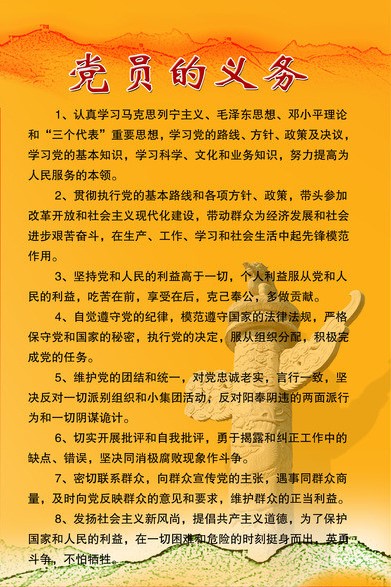 党员的义务
1、认真学习马克思列宁主义、毛泽东思想、邓小平理论
和“三个代表”重要思想，学习党的路线、方针、政策及决议，
学习党的基本知识，学习科学、文化和业务知识，努力提高为
人民服务的本领。
2、贯彻执行党的基本路线和各项方针、政策，带头参加
改革开放和社会主义现代化建设，带动群众为经济发展和社会
进步艰苦奋斗，在生产、工作、学习和社会生活中起先锋模范
作用。
3、坚持党和人民的利益高于一切，个人利益服从党和人
民的利益，吃苦在前，享受在后，克己奉公，多做贡献。
4、自觉遵守党的纪律，模范遵守国家的法律法规，严格
保守党和国家的秘密，执行党的决定，服从组织分配，积极完
成党的任务。
5、维护党的团结和统一，对党忠诚老实，言行一致，坚
决反对一切派别组织和小集团活动，反对阳奉阴违的两面派行
为和一切阴谋诡计。
6、切实开展批评和自我批评，勇于揭露和纠正工作中的
缺点、错误，坚决同消极腐败现象作斗争。
7、密切联系群众，向群众宣传党的主张，遇事同群众商
量，及时向党反映群众的意见和要求，维护群众的正当利益。
8、发扬社会主义新风尚，提倡共产主义道德，为了保护
国家和人民的利益，在一切困难和危险的时刻挺身而出，英勇
斗争，不怕牺牲。